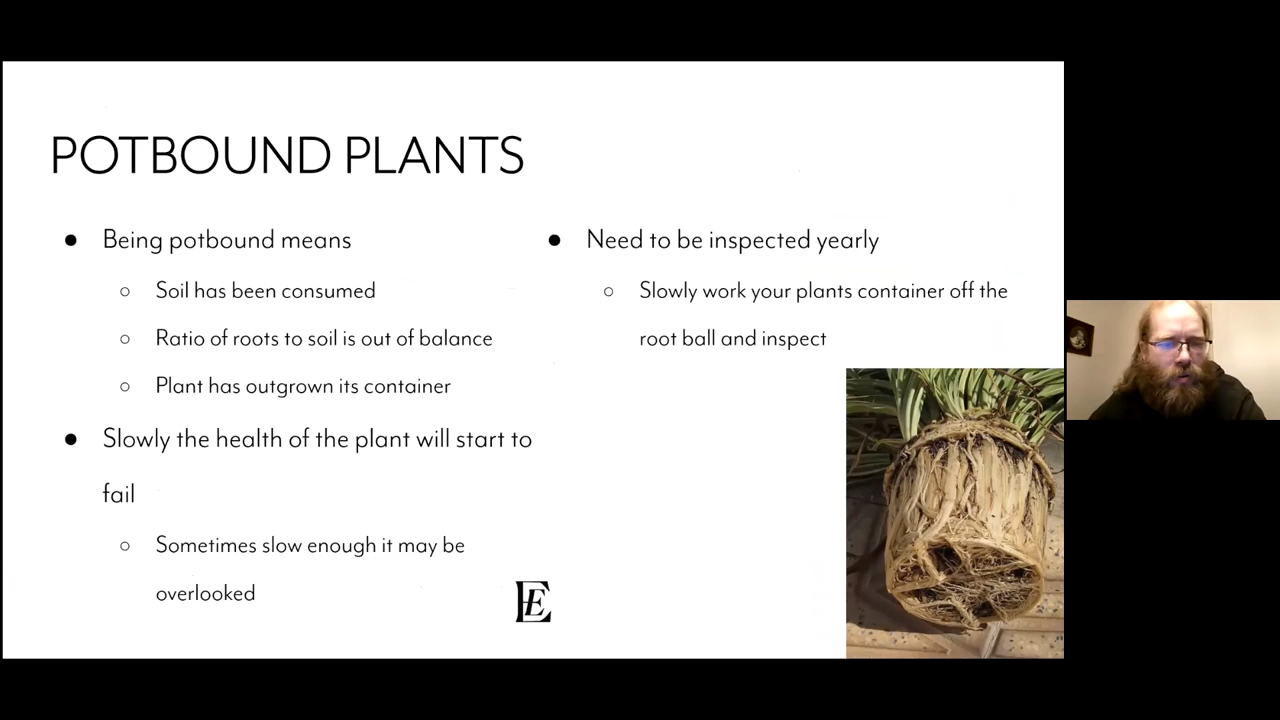 POTBOUND PLANTS
● Being potbound means
○ Soil has been consumed
○ Ratio of roots to soil is out of balance
○ Plant has outgrown its container
● Slowly the health of the plant will start to
fail
○ Sometimes slow enough it may be
overlooked
● Need to be inspected yearly
○ Slowly work your plants container off the
root ball and inspect
E